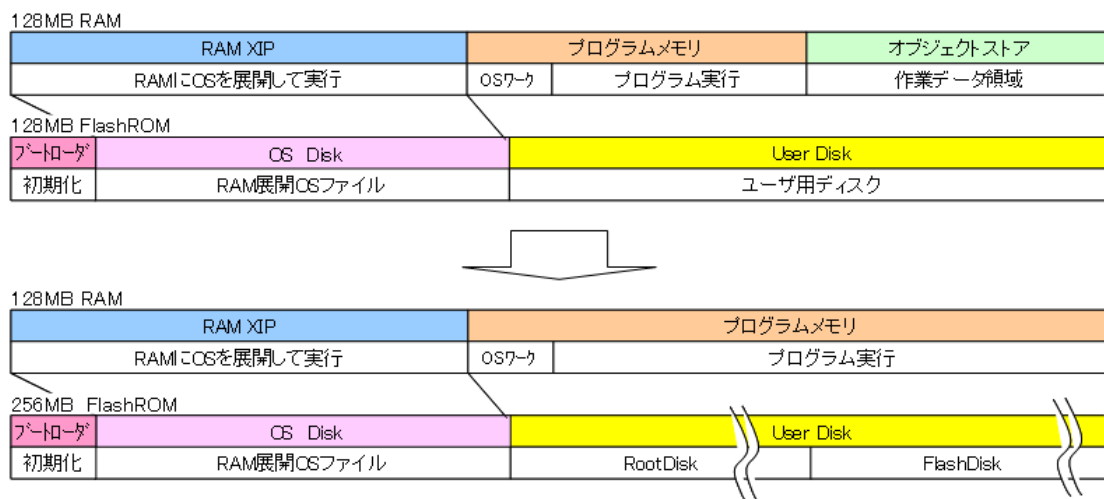 128MB RAM
RAM XIP プログラムメモリ オブジェクトストア
RAMにOSを展開して実行 OSワーク プログラム実行 作業データ領域
128MB FlashROM
ブートローダ OS Disk User Disk
初期化 RAM展開OSファイル ユーザ用ディスク
128MB RAM
RAM XIP プログラムメモリ
RAMにOSを展開して実行 OSワーク プログラム実行
256MB FlashROM
ブートローダ OS Disk User Disk
初期化 RAM展開OSファイル RootDisk FlashDisk